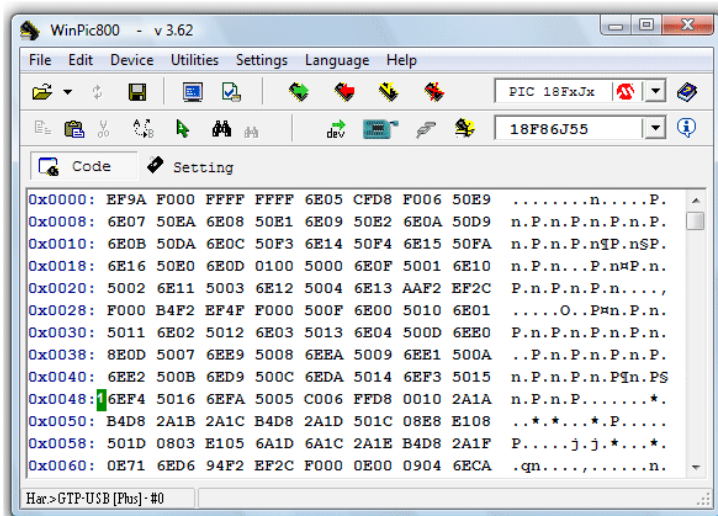 WinPic800 - v 3.62
File Edit Device Utilities Settings Language Help
PIC 18FxJx
dev 18F86J55
Code Setting
0x0000: EF9A F000 FFFF FFFF 6E05 CFD8 F006 50E9 ........n.....P.
0x0008: 6E07 50EA 6E08 50E1 6E09 50E2 6E0A 50D9 n.P.n.P.n.P.n.P.
0x0010: 6E0B 50DA 6E0C 50F3 6E14 50F4 6E15 50FA n.P.n.P.n¶P.n§P.
0x0018: 6E16 50E0 6E0D 0100 5000 6E0F 5001 6E10 n.P.n...P.n¤P.n.
0x0020: 5002 6E11 5003 6E12 5004 6E13 AAF2 EF2C P.n.P.n.P.n....,
0x0028: F000 B4F2 EF4F F000 500F 6E00 5010 6E01 .....O..P¤n.P.n.
0x0030: 5011 6E02 5012 6E03 5013 6E04 500D 6EE0 P.n.P.n.P.n.P.n.
0x0038: 8E0D 5007 6EE9 5008 6EEA 5009 6EE1 500A ..P.n.P.n.P.n.P.
0x0040: 6EE2 500B 6ED9 500C 6EDA 5014 6EF3 5015 n.P.n.P.n.P¶n.P§
0x0048: 1 6EF4 5016 6EFA 5005 C006 FFD8 0010 2A1A n.P.n.P.......*.
0x0050: B4D8 2A1B 2A1C B4D8 2A1D 501C 08E8 E108 ..*.*...*.P.....
0x0058: 501D 0803 E105 6A1D 6A1C 2A1E B4D8 2A1F P.....j.j.*...*.
0x0060: 0E71 6ED6 94F2 EF2C F000 0E00 0904 6ECA .qn....,......n.
Har.>GTP-USB [Plus] - #0